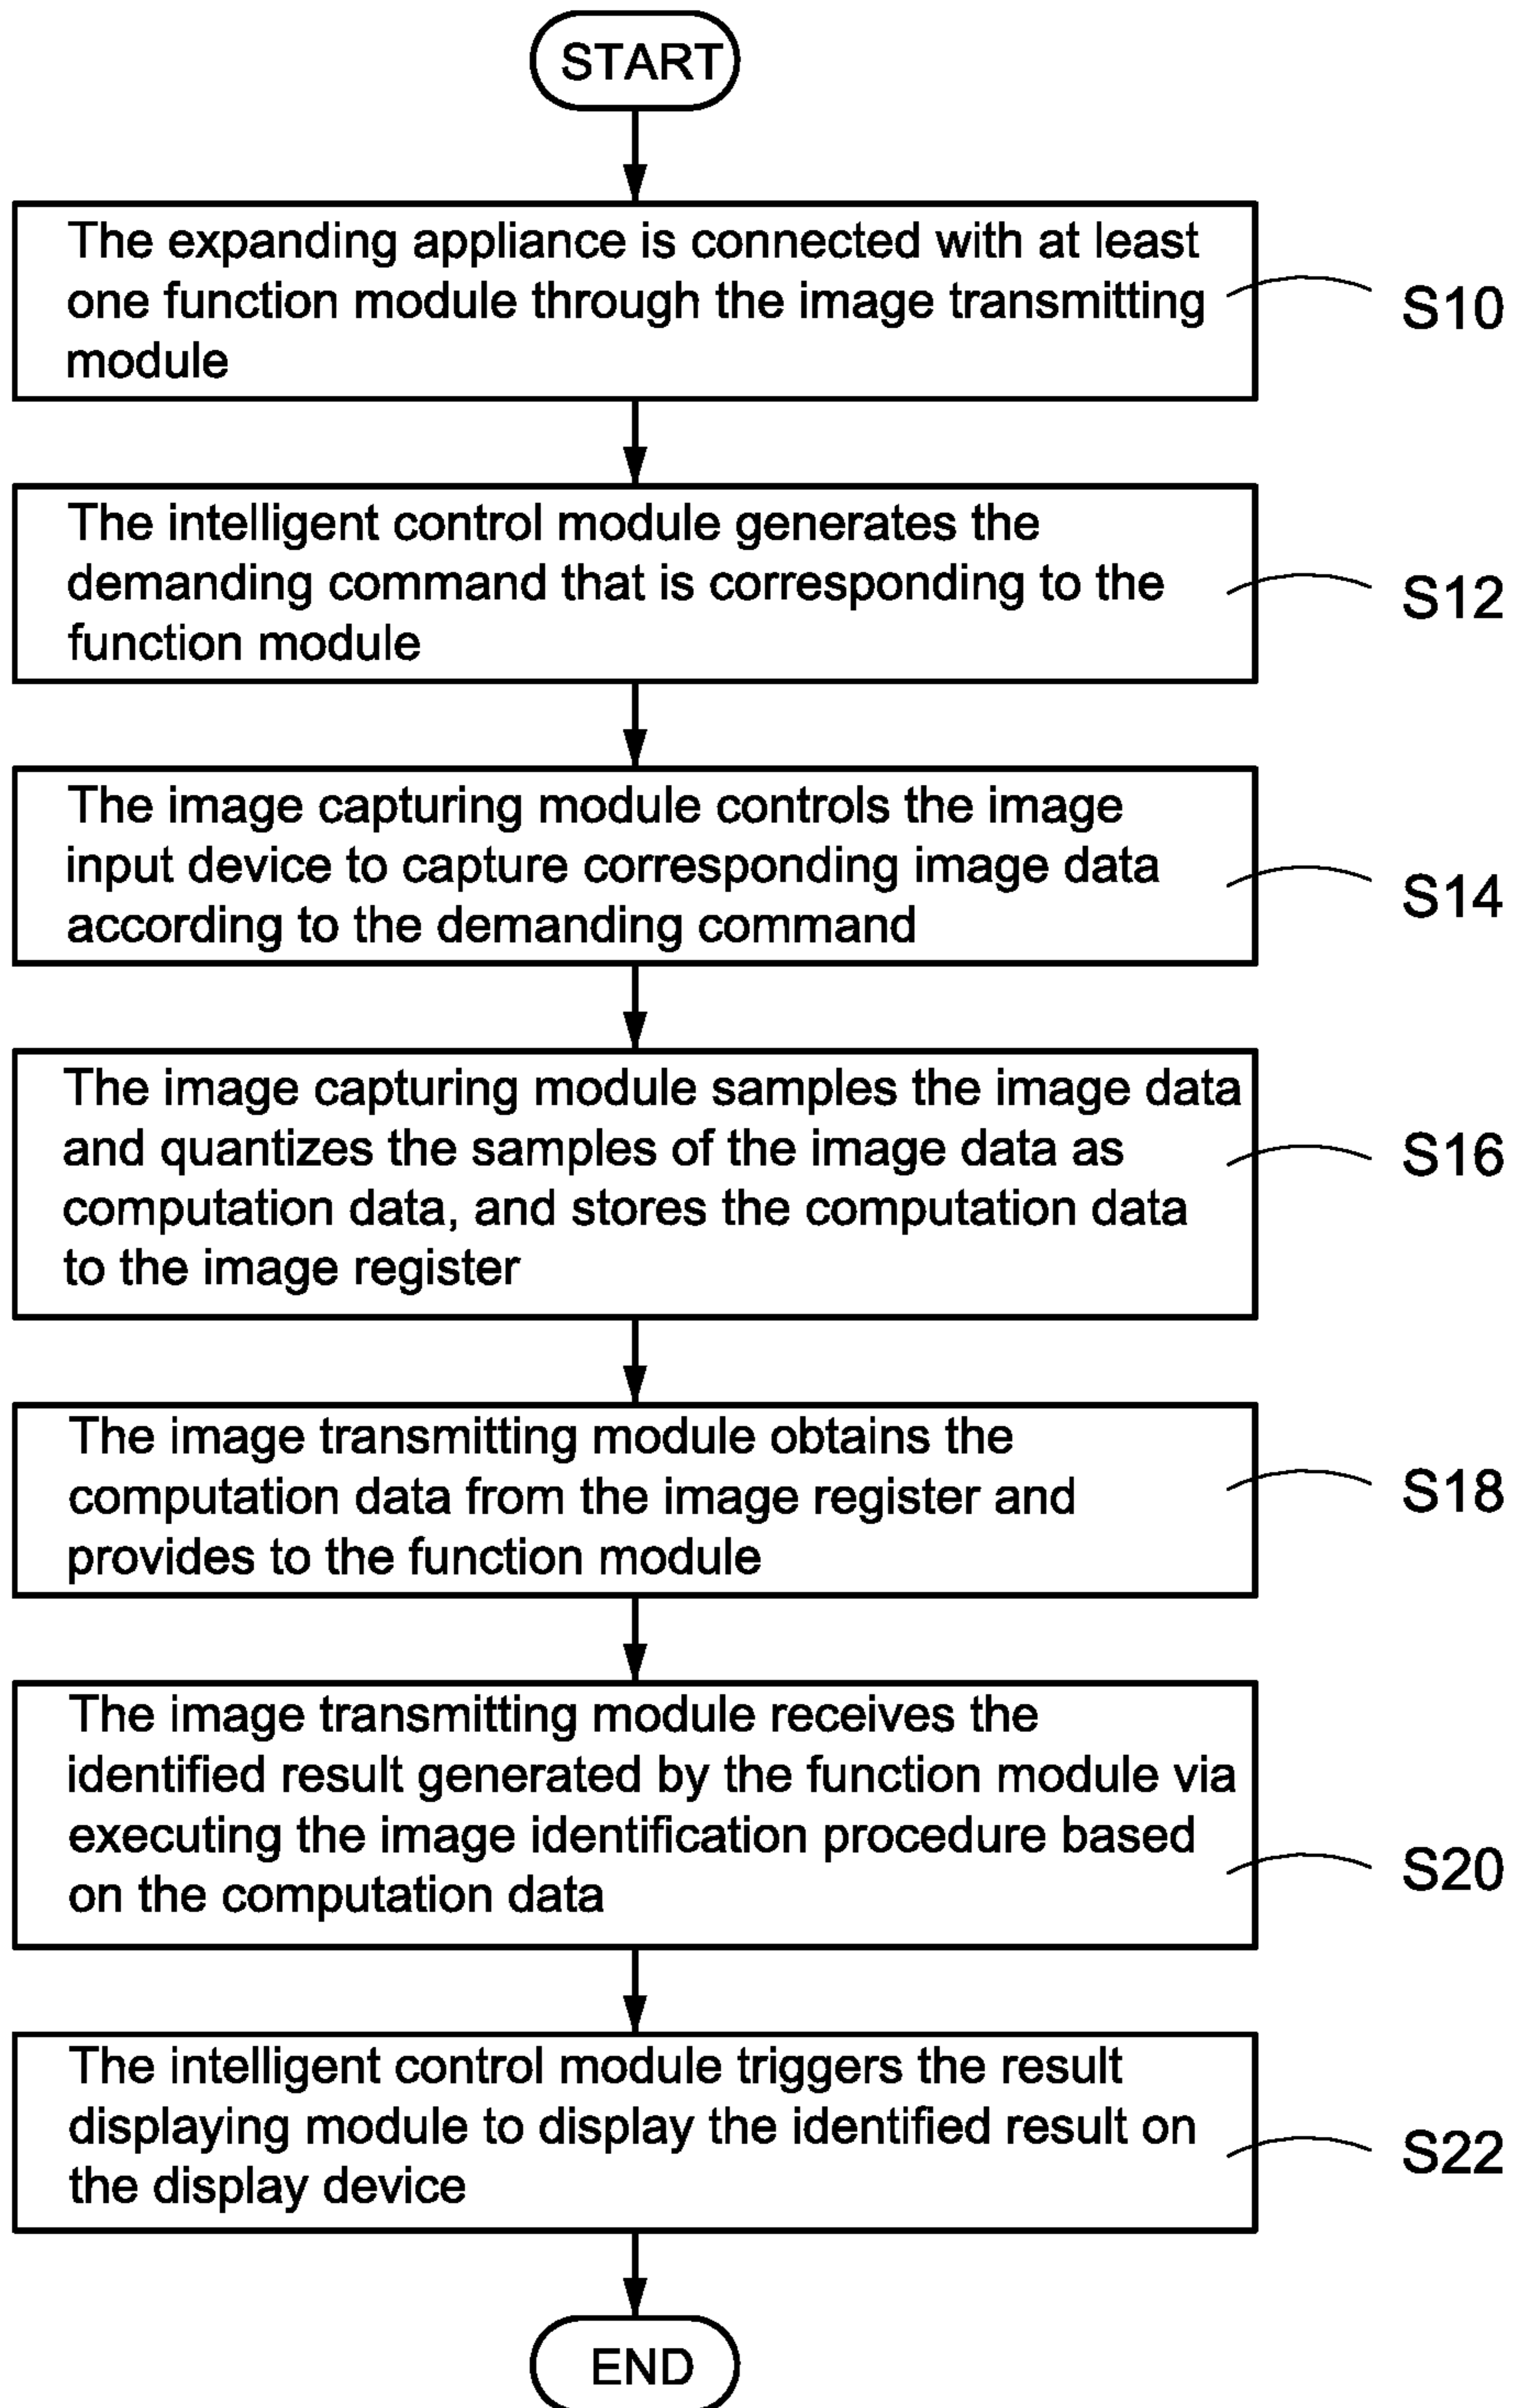 START
The expanding appliance is connected with at least
one function module through the image transmitting
module
S10
The intelligent control module generates the
demanding command that is corresponding to the
function module
S12
The image capturing module controls the image
input device to capture corresponding image data
according to the demanding command
S14
The image capturing module samples the image data
and quantizes the samples of the image data as
computation data, and stores the computation data
to the image register
S16
The image transmitting module obtains the
computation data from the image register and
provides to the function module
S18
The image transmitting module receives the
identified result generated by the function module via
executing the image identification procedure based
on the computation data
S20
The intelligent control module triggers the result
displaying module to display the identified result on
the display device
S22
END